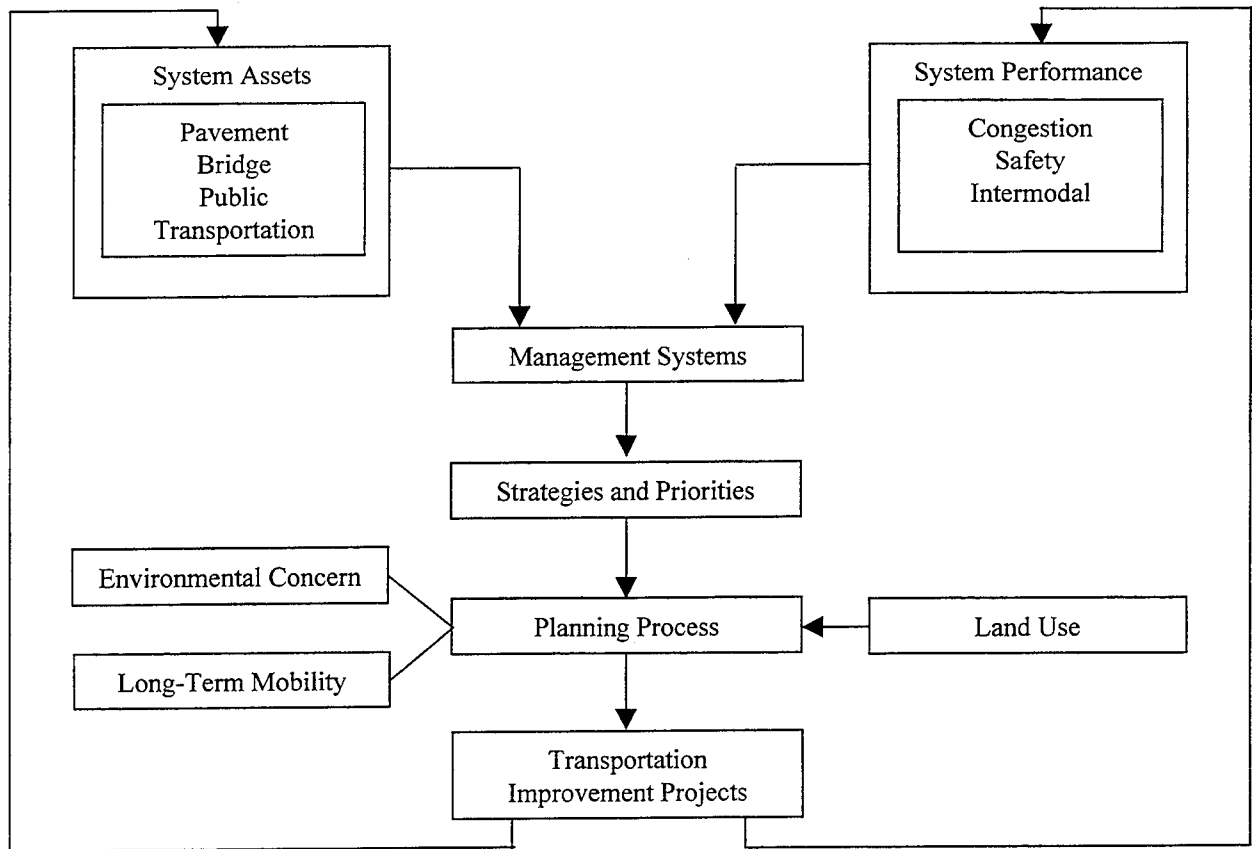 System Assets
Pavement
Bridge
Public
Transportation
System Performance
Congestion
Safety
Intermodal
Management Systems
Strategies and Priorities
Environmental Concern
Planning Process
Land Use
Long-Term Mobility
Transportation
Improvement Projects